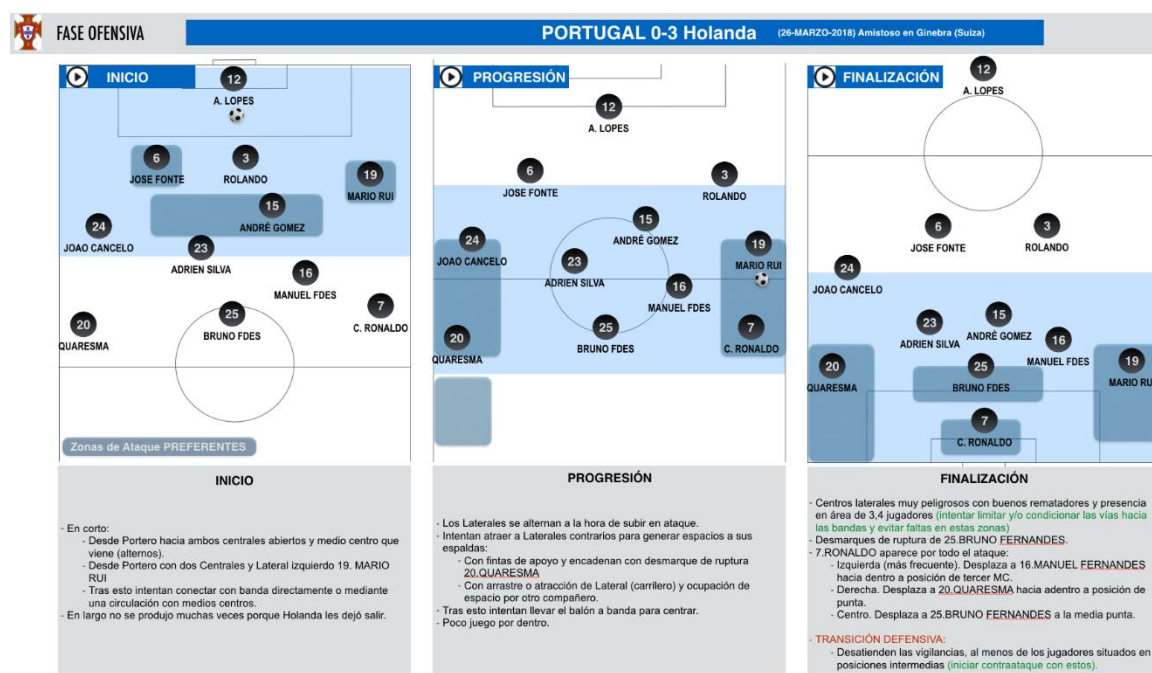 FASE OFENSIVA
PORTUGAL 0-3 Holanda
(26-MARZO-2018) Amistoso en Ginebra (Suiza)
INICIO
12
A. LOPES
6
3
JOSE FONTE
ROLANDO
19
MARIO RUI
15
ANDRÉ GOMEZ
24
JOAO CANCELO
23
ADRIEN SILVA
16
MANUEL FDES
7
C. RONALDO
25
BRUNO FDES
20
QUARESMA
Zonas de Ataque PREFERENTES
PROGRESIÓN
12
A. LOPES
6
JOSE FONTE
3
ROLANDO
15
ANDRÉ GOMEZ
24
JOAO CANCELO
19
MARIO RUI
23
ADRIEN SILVA
16
MANUEL FDES
25
BRUNO FDES
7
C. RONALDO
20
QUARESMA
FINALIZACIÓN
12
A. LOPES
6
JOSE FONTE
3
ROLANDO
24
JOAO CANCELO
23
ADRIEN SILVA
15
ANDRÉ GOMEZ
16
MANUEL FDES
20
QUARESMA
25
BRUNO FDES
19
MARIO RU
7
C. RONALDO
INICIO
- En corto:
- Desde Portero hacia ambos centrales abiertos y medio centro que
viene (alternos).
- Desde Portero con dos Centrales y Lateral izquierdo 19. MARIO
RUI
- Tras esto intentan conectar con banda directamente o mediante
una circulación con medios centros.
- En largo no se produjo muchas veces porque Holanda les dejó salir.
PROGRESIÓN
- Los Laterales se alternan a la hora de subir en ataque.
- Intentan atraer a Laterales contrarios para generar espacios a sus
espaldas:
- Con fintas de apoyo y encadenan con desmarque de ruptura
20.QUARESMA
- Con arrastre o atracción de Lateral (carrilero) y ocupación de
espacio por otro compañero.
- Tras esto intentan llevar el balón a banda para centrar.
- Poco juego por dentro.
FINALIZACIÓN
- Centros laterales muy peligrosos con buenos rematadores y presencia
en área de 3,4 jugadores (intentar limitar y/o condicionar las vías hacia
las bandas y evitar faltas en estas zonas)
- Desmarques de ruptura de 25.BRUNO FERNANDES.
- 7.RONALDO aparece por todo el ataque:
- Izquierda (más frecuente). Desplaza a 16.MANUEL FERNANDES
hacia dentro a posición de tercer MC.
- Derecha. Desplaza a 20.QUARESMA hacia adentro a posición de
punta.
- Centro. Desplaza a 25.BRUNO FERNANDES a la media punta.
- TRANSICIÓN DEFENSIVA:
- Desatienden las vigilancias, al menos de los jugadores situados en
posiciones intermedias (iniciar contraataque con estos).